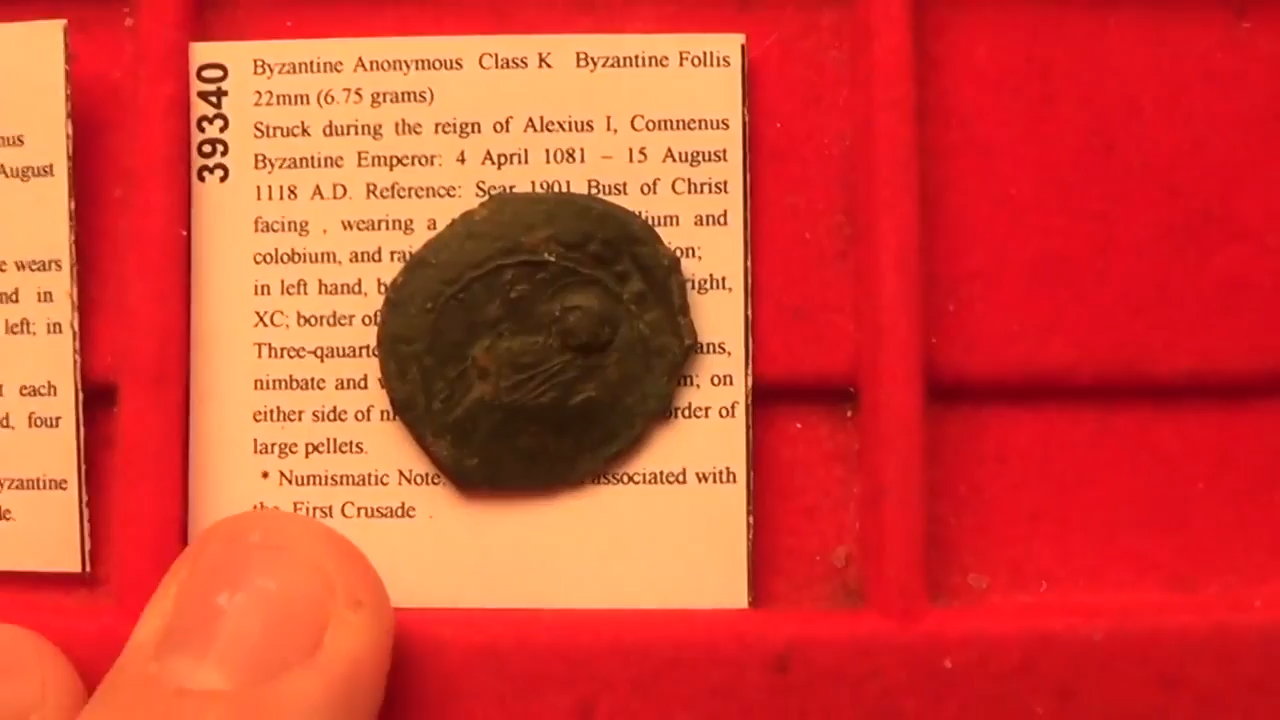 nus
August
e wears
nd in
left; in
t each
d, four
yzantine
le.
39340
Byzantine Anonymous Class K Byzantine Follis
22mm (6.75 grams)
Struck during the reign of Alexius I, Comnenus
Byzantine Emperor: 4 April 1081 – 15 August
1118 A.D. Reference: Sear 1901 Bust of Christ
facing , wearing a lium and
colobium, and rai on;
in left hand, b right,
XC; border of
Three-qauarte ans,
nimbate and m; on
either side of ni order of
large pellets.
* Numismatic Note. associated with
the First Crusade .